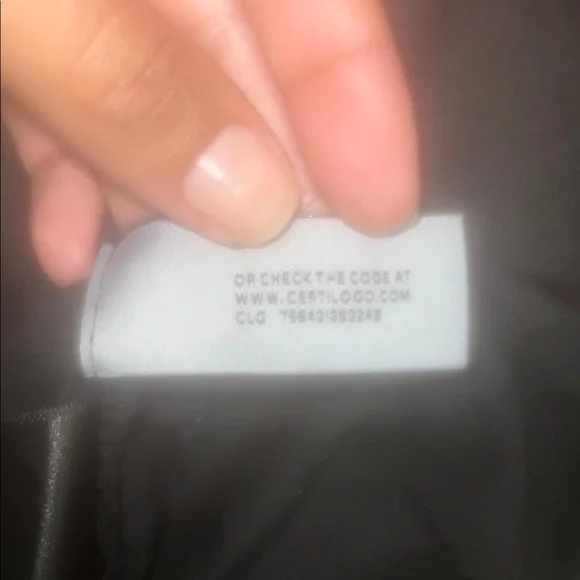 OR CHECK THE CODE AT
WWW.CERTILOGO.COM
CLG